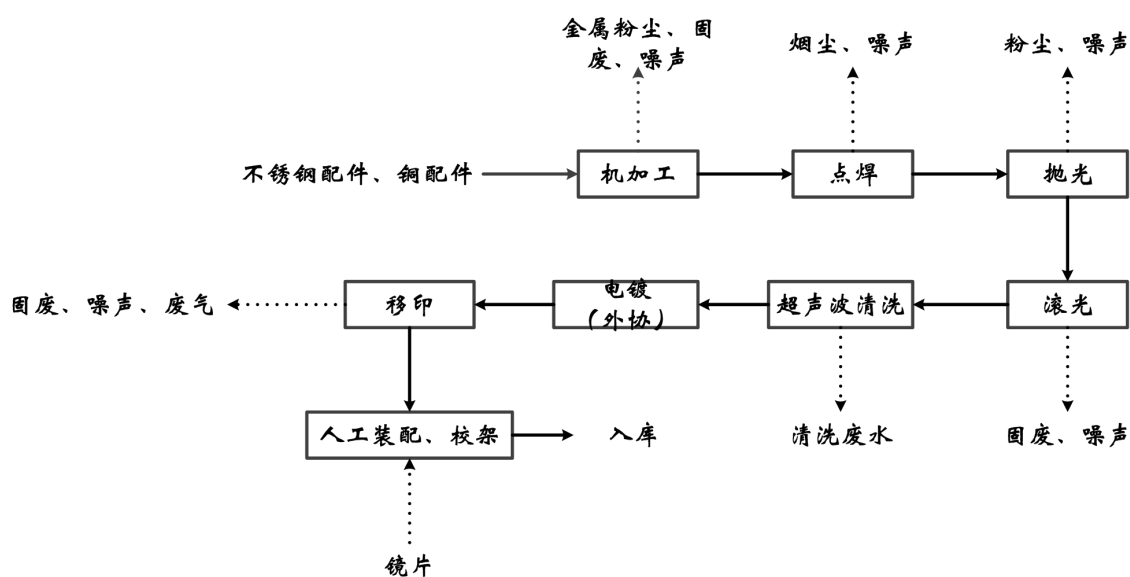 金属粉尘、固
废、噪声
烟尘、噪声
粉尘、噪声
不锈钢配件、铜配件
机加工
点焊
抛光
固废、噪声、废气
移印
电镀
（外协）
超声波清洗
滚光
人工装配、校架
入库
清洗废水
固废、噪声
镜片